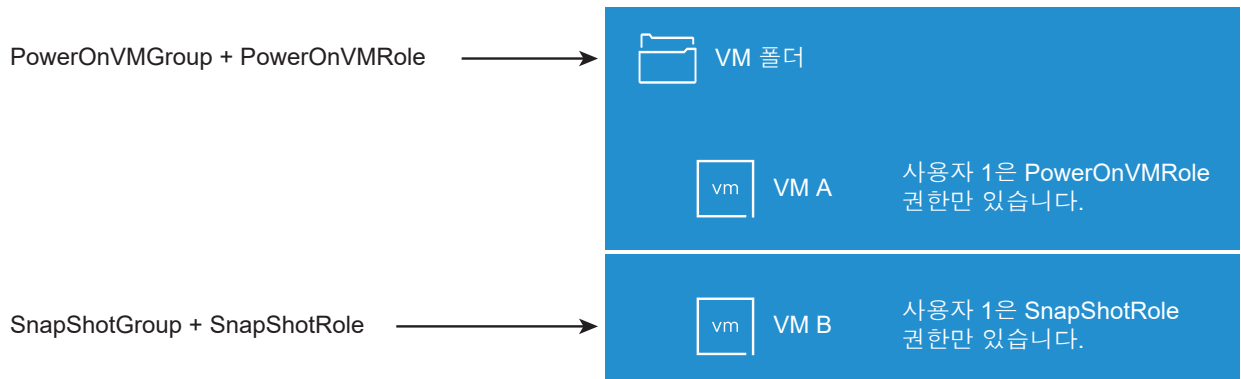 PowerOnVMGroup + PowerOnVMRole
VM 폴더
vm
VM A
사용자 1은 PowerOnVMRole
권한만 있습니다.
SnapShotGroup + SnapShotRole
vm
VM B
사용자 1은 SnapShotRole
권한만 있습니다.